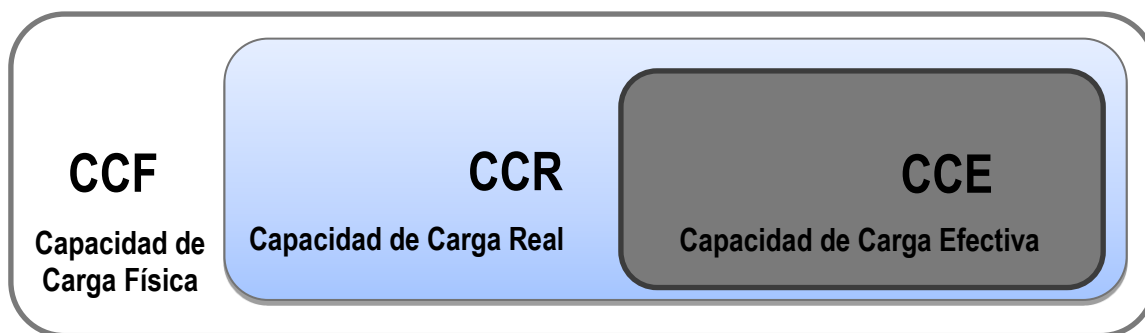 CCF
Capacidad de
Carga Física
CCR
Capacidad de Carga Real
CCE
Capacidad de Carga Efectiva